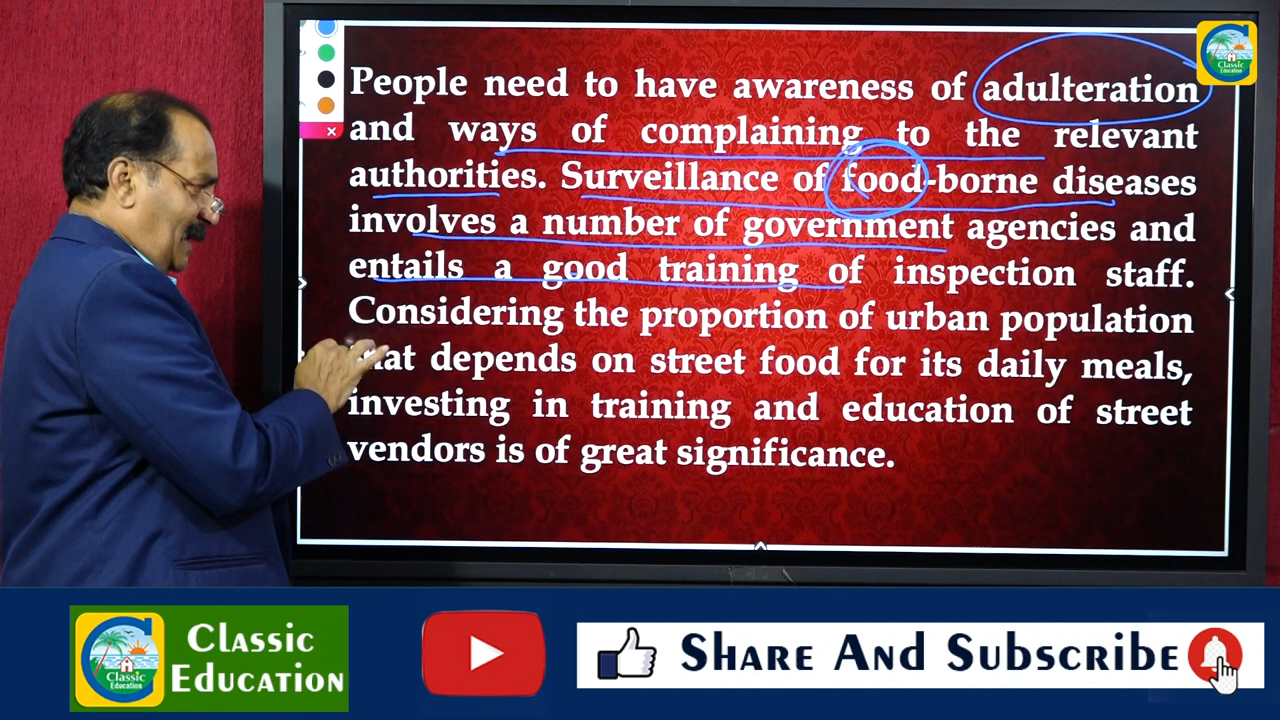 Classic
Education
People need to have awareness of adulteration
and ways of complaining to the relevant
authorities. Surveillance of food-borne diseases
involves a number of government agencies and
entails a good training of inspection staff.
Considering the proportion of urban population
that depends on street food for its daily meals,
investing in training and education of street
vendors is of great significance.
Classic
Education
Classic
Education
Share And Subscribe